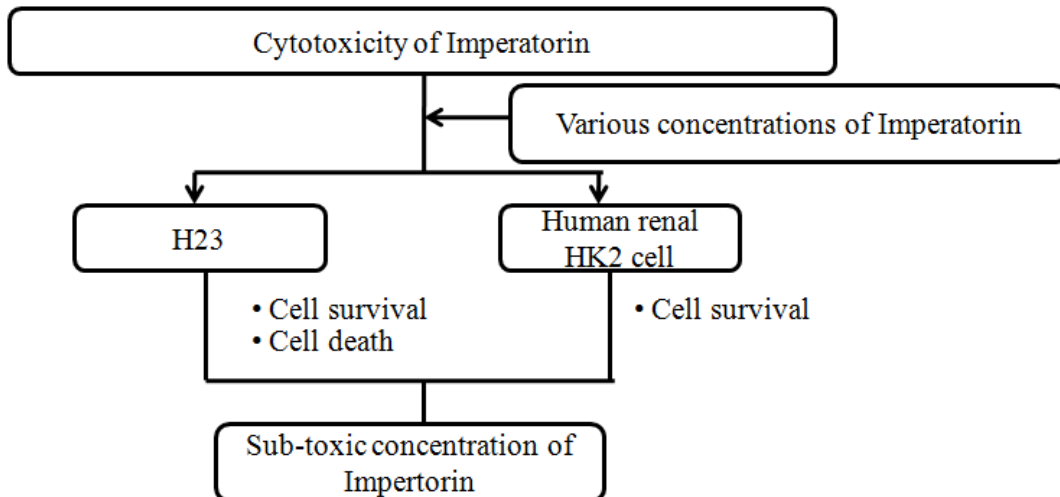 Cytotoxicity of Imperatorin
Various concentrations of Imperatorin
H23
Human renal
HK2 cell
• Cell survival
• Cell death
• Cell survival
Sub-toxic concentration of
Impertorin